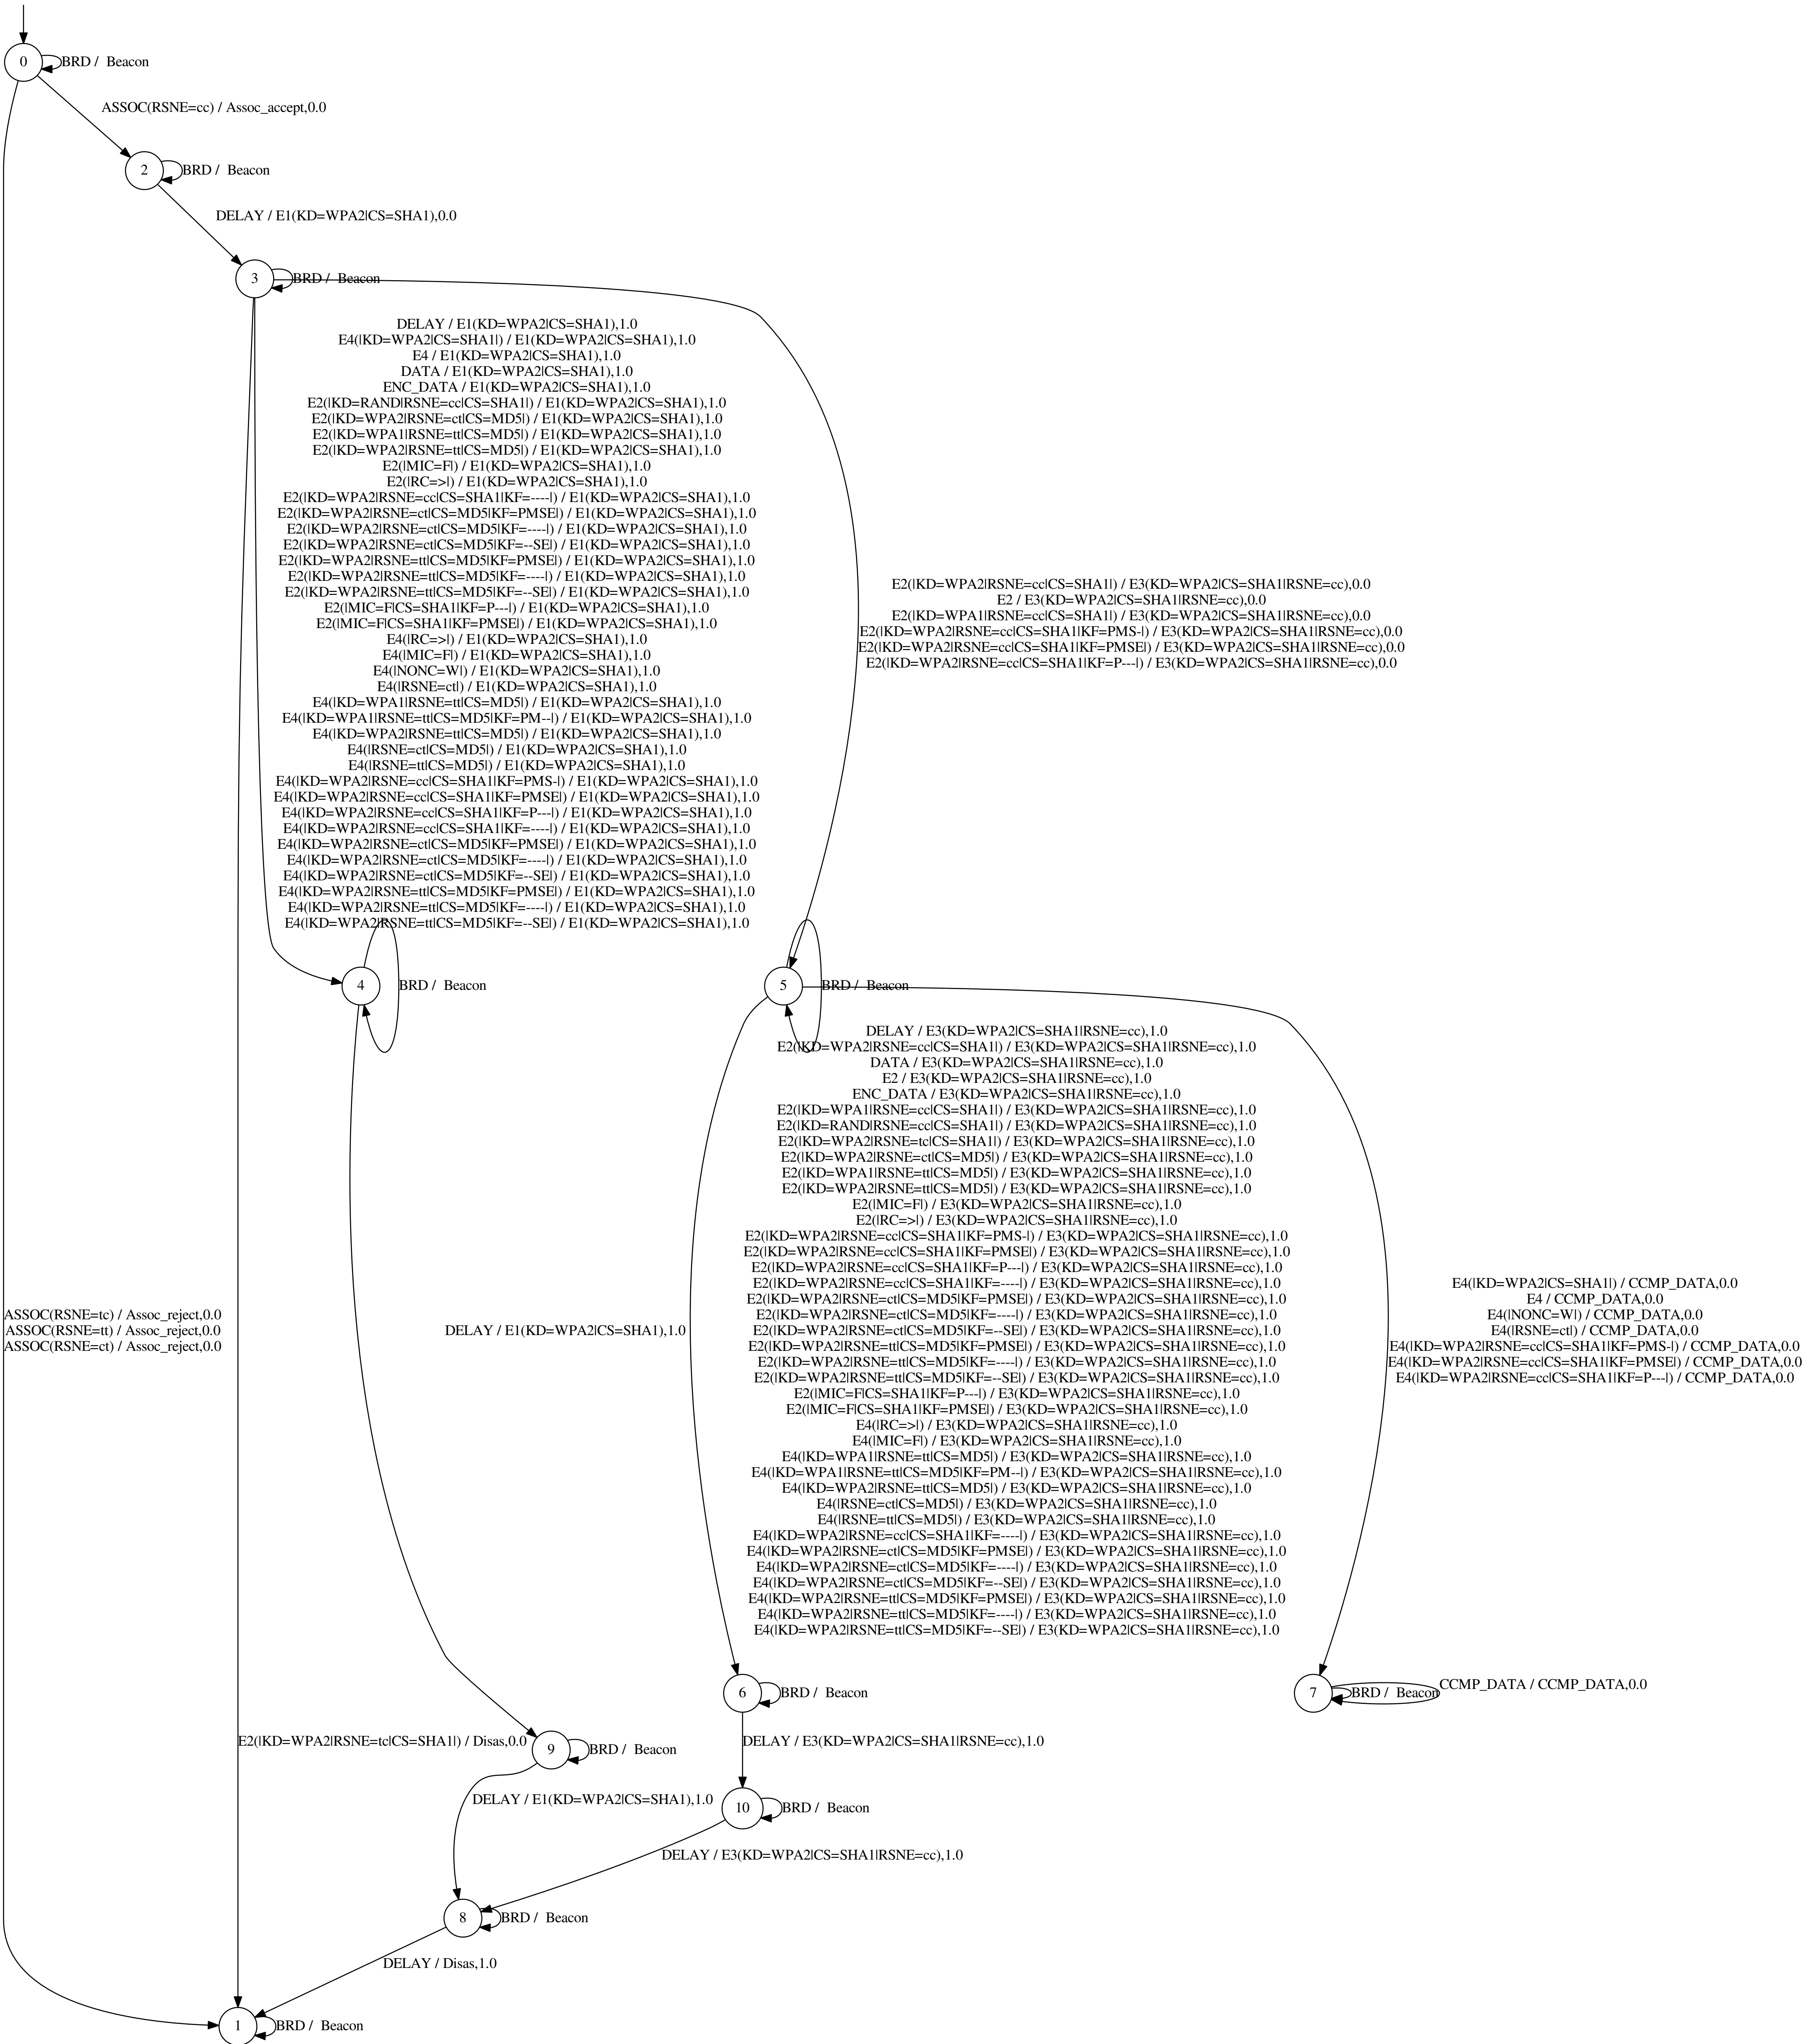 0
BRD /  Beacon
ASSOC(RSNE=cc) / Assoc_accept,0.0
2
BRD /  Beacon
DELAY / E1(KD=WPA2|CS=SHA1),0.0
3
BRD /  Beacon
DELAY / E1(KD=WPA2|CS=SHA1),1.0
E4(|KD=WPA2|CS=SHA1|) / E1(KD=WPA2|CS=SHA1),1.0
E4 / E1(KD=WPA2|CS=SHA1),1.0
DATA / E1(KD=WPA2|CS=SHA1),1.0
ENC_DATA / E1(KD=WPA2|CS=SHA1),1.0
E2(|KD=RAND|RSNE=cc|CS=SHA1|) / E1(KD=WPA2|CS=SHA1),1.0
E2(|KD=WPA2|RSNE=ct|CS=MD5|) / E1(KD=WPA2|CS=SHA1),1.0
E2(|KD=WPA1|RSNE=tt|CS=MD5|) / E1(KD=WPA2|CS=SHA1),1.0
E2(|KD=WPA2|RSNE=tt|CS=MD5|) / E1(KD=WPA2|CS=SHA1),1.0
E2(|MIC=F|) / E1(KD=WPA2|CS=SHA1),1.0
E2(|RC=>|) / E1(KD=WPA2|CS=SHA1),1.0
E2(|KD=WPA2|RSNE=cc|CS=SHA1|KF=----|) / E1(KD=WPA2|CS=SHA1),1.0
E2(|KD=WPA2|RSNE=ct|CS=MD5|KF=PMSE|) / E1(KD=WPA2|CS=SHA1),1.0
E2(|KD=WPA2|RSNE=ct|CS=MD5|KF=----|) / E1(KD=WPA2|CS=SHA1),1.0
E2(|KD=WPA2|RSNE=ct|CS=MD5|KF=--SE|) / E1(KD=WPA2|CS=SHA1),1.0
E2(|KD=WPA2|RSNE=tt|CS=MD5|KF=PMSE|) / E1(KD=WPA2|CS=SHA1),1.0
E2(|KD=WPA2|RSNE=tt|CS=MD5|KF=----|) / E1(KD=WPA2|CS=SHA1),1.0
E2(|KD=WPA2|RSNE=tt|CS=MD5|KF=--SE|) / E1(KD=WPA2|CS=SHA1),1.0
E2(|MIC=F|CS=SHA1|KF=P---|) / E1(KD=WPA2|CS=SHA1),1.0
E2(|MIC=F|CS=SHA1|KF=PMSE|) / E1(KD=WPA2|CS=SHA1),1.0
E4(|RC=>|) / E1(KD=WPA2|CS=SHA1),1.0
E4(|MIC=F|) / E1(KD=WPA2|CS=SHA1),1.0
E4(|NONC=W|) / E1(KD=WPA2|CS=SHA1),1.0
E4(|RSNE=ct|) / E1(KD=WPA2|CS=SHA1),1.0
E4(|KD=WPA1|RSNE=tt|CS=MD5|) / E1(KD=WPA2|CS=SHA1),1.0
E4(|KD=WPA1|RSNE=tt|CS=MD5|KF=PM--|) / E1(KD=WPA2|CS=SHA1),1.0
E4(|KD=WPA2|RSNE=tt|CS=MD5|) / E1(KD=WPA2|CS=SHA1),1.0
E4(|RSNE=ct|CS=MD5|) / E1(KD=WPA2|CS=SHA1),1.0
E4(|RSNE=tt|CS=MD5|) / E1(KD=WPA2|CS=SHA1),1.0
E4(|KD=WPA2|RSNE=cc|CS=SHA1|KF=PMS-|) / E1(KD=WPA2|CS=SHA1),1.0
E4(|KD=WPA2|RSNE=cc|CS=SHA1|KF=PMSE|) / E1(KD=WPA2|CS=SHA1),1.0
E4(|KD=WPA2|RSNE=cc|CS=SHA1|KF=P---|) / E1(KD=WPA2|CS=SHA1),1.0
E4(|KD=WPA2|RSNE=cc|CS=SHA1|KF=----|) / E1(KD=WPA2|CS=SHA1),1.0
E4(|KD=WPA2|RSNE=ct|CS=MD5|KF=PMSE|) / E1(KD=WPA2|CS=SHA1),1.0
E4(|KD=WPA2|RSNE=ct|CS=MD5|KF=----|) / E1(KD=WPA2|CS=SHA1),1.0
E4(|KD=WPA2|RSNE=ct|CS=MD5|KF=--SE|) / E1(KD=WPA2|CS=SHA1),1.0
E4(|KD=WPA2|RSNE=tt|CS=MD5|KF=PMSE|) / E1(KD=WPA2|CS=SHA1),1.0
E4(|KD=WPA2|RSNE=tt|CS=MD5|KF=----|) / E1(KD=WPA2|CS=SHA1),1.0
E4(|KD=WPA2|RSNE=tt|CS=MD5|KF=--SE|) / E1(KD=WPA2|CS=SHA1),1.0
E2(|KD=WPA2|RSNE=cc|CS=SHA1|) / E3(KD=WPA2|CS=SHA1|RSNE=cc),0.0
E2 / E3(KD=WPA2|CS=SHA1|RSNE=cc),0.0
E2(|KD=WPA1|RSNE=cc|CS=SHA1|) / E3(KD=WPA2|CS=SHA1|RSNE=cc),0.0
E2(|KD=WPA2|RSNE=cc|CS=SHA1|KF=PMS-|) / E3(KD=WPA2|CS=SHA1|RSNE=cc),0.0
E2(|KD=WPA2|RSNE=cc|CS=SHA1|KF=PMSE|) / E3(KD=WPA2|CS=SHA1|RSNE=cc),0.0
E2(|KD=WPA2|RSNE=cc|CS=SHA1|KF=P---|) / E3(KD=WPA2|CS=SHA1|RSNE=cc),0.0
4
BRD /  Beacon
5
BRD /  Beacon
DELAY / E3(KD=WPA2|CS=SHA1|RSNE=cc),1.0
E2(|KD=WPA2|RSNE=cc|CS=SHA1|) / E3(KD=WPA2|CS=SHA1|RSNE=cc),1.0
DATA / E3(KD=WPA2|CS=SHA1|RSNE=cc),1.0
E2 / E3(KD=WPA2|CS=SHA1|RSNE=cc),1.0
ENC_DATA / E3(KD=WPA2|CS=SHA1|RSNE=cc),1.0
E2(|KD=WPA1|RSNE=cc|CS=SHA1|) / E3(KD=WPA2|CS=SHA1|RSNE=cc),1.0
E2(|KD=RAND|RSNE=cc|CS=SHA1|) / E3(KD=WPA2|CS=SHA1|RSNE=cc),1.0
E2(|KD=WPA2|RSNE=tc|CS=SHA1|) / E3(KD=WPA2|CS=SHA1|RSNE=cc),1.0
E2(|KD=WPA2|RSNE=ct|CS=MD5|) / E3(KD=WPA2|CS=SHA1|RSNE=cc),1.0
E2(|KD=WPA1|RSNE=tt|CS=MD5|) / E3(KD=WPA2|CS=SHA1|RSNE=cc),1.0
E2(|KD=WPA2|RSNE=tt|CS=MD5|) / E3(KD=WPA2|CS=SHA1|RSNE=cc),1.0
E2(|MIC=F|) / E3(KD=WPA2|CS=SHA1|RSNE=cc),1.0
E2(|RC=>|) / E3(KD=WPA2|CS=SHA1|RSNE=cc),1.0
E2(|KD=WPA2|RSNE=cc|CS=SHA1|KF=PMS-|) / E3(KD=WPA2|CS=SHA1|RSNE=cc),1.0
E2(|KD=WPA2|RSNE=cc|CS=SHA1|KF=PMSE|) / E3(KD=WPA2|CS=SHA1|RSNE=cc),1.0
E2(|KD=WPA2|RSNE=cc|CS=SHA1|KF=P---|) / E3(KD=WPA2|CS=SHA1|RSNE=cc),1.0
E2(|KD=WPA2|RSNE=cc|CS=SHA1|KF=----|) / E3(KD=WPA2|CS=SHA1|RSNE=cc),1.0
E2(|KD=WPA2|RSNE=ct|CS=MD5|KF=PMSE|) / E3(KD=WPA2|CS=SHA1|RSNE=cc),1.0
E2(|KD=WPA2|RSNE=ct|CS=MD5|KF=----|) / E3(KD=WPA2|CS=SHA1|RSNE=cc),1.0
E2(|KD=WPA2|RSNE=ct|CS=MD5|KF=--SE|) / E3(KD=WPA2|CS=SHA1|RSNE=cc),1.0
E2(|KD=WPA2|RSNE=tt|CS=MD5|KF=PMSE|) / E3(KD=WPA2|CS=SHA1|RSNE=cc),1.0
E2(|KD=WPA2|RSNE=tt|CS=MD5|KF=----|) / E3(KD=WPA2|CS=SHA1|RSNE=cc),1.0
E2(|KD=WPA2|RSNE=tt|CS=MD5|KF=--SE|) / E3(KD=WPA2|CS=SHA1|RSNE=cc),1.0
E2(|MIC=F|CS=SHA1|KF=P---|) / E3(KD=WPA2|CS=SHA1|RSNE=cc),1.0
E2(|MIC=F|CS=SHA1|KF=PMSE|) / E3(KD=WPA2|CS=SHA1|RSNE=cc),1.0
E4(|RC=>|) / E3(KD=WPA2|CS=SHA1|RSNE=cc),1.0
E4(|MIC=F|) / E3(KD=WPA2|CS=SHA1|RSNE=cc),1.0
E4(|KD=WPA1|RSNE=tt|CS=MD5|) / E3(KD=WPA2|CS=SHA1|RSNE=cc),1.0
E4(|KD=WPA1|RSNE=tt|CS=MD5|KF=PM--|) / E3(KD=WPA2|CS=SHA1|RSNE=cc),1.0
E4(|KD=WPA2|RSNE=tt|CS=MD5|) / E3(KD=WPA2|CS=SHA1|RSNE=cc),1.0
E4(|RSNE=ct|CS=MD5|) / E3(KD=WPA2|CS=SHA1|RSNE=cc),1.0
E4(|RSNE=tt|CS=MD5|) / E3(KD=WPA2|CS=SHA1|RSNE=cc),1.0
E4(|KD=WPA2|RSNE=cc|CS=SHA1|KF=----|) / E3(KD=WPA2|CS=SHA1|RSNE=cc),1.0
E4(|KD=WPA2|RSNE=ct|CS=MD5|KF=PMSE|) / E3(KD=WPA2|CS=SHA1|RSNE=cc),1.0
E4(|KD=WPA2|RSNE=ct|CS=MD5|KF=----|) / E3(KD=WPA2|CS=SHA1|RSNE=cc),1.0
E4(|KD=WPA2|RSNE=ct|CS=MD5|KF=--SE|) / E3(KD=WPA2|CS=SHA1|RSNE=cc),1.0
E4(|KD=WPA2|RSNE=tt|CS=MD5|KF=PMSE|) / E3(KD=WPA2|CS=SHA1|RSNE=cc),1.0
E4(|KD=WPA2|RSNE=tt|CS=MD5|KF=----|) / E3(KD=WPA2|CS=SHA1|RSNE=cc),1.0
E4(|KD=WPA2|RSNE=tt|CS=MD5|KF=--SE|) / E3(KD=WPA2|CS=SHA1|RSNE=cc),1.0
E4(|KD=WPA2|CS=SHA1|) / CCMP_DATA,0.0
E4 / CCMP_DATA,0.0
E4(|NONC=W|) / CCMP_DATA,0.0
E4(|RSNE=ct|) / CCMP_DATA,0.0
E4(|KD=WPA2|RSNE=cc|CS=SHA1|KF=PMS-|) / CCMP_DATA,0.0
E4(|KD=WPA2|RSNE=cc|CS=SHA1|KF=PMSE|) / CCMP_DATA,0.0
E4(|KD=WPA2|RSNE=cc|CS=SHA1|KF=P---|) / CCMP_DATA,0.0
ASSOC(RSNE=tc) / Assoc_reject,0.0
ASSOC(RSNE=tt) / Assoc_reject,0.0
ASSOC(RSNE=ct) / Assoc_reject,0.0
DELAY / E1(KD=WPA2|CS=SHA1),1.0
6
BRD /  Beacon
7
BRD /  Beacon
CCMP_DATA / CCMP_DATA,0.0
E2(|KD=WPA2|RSNE=tc|CS=SHA1|) / Disas,0.0
9
BRD /  Beacon
DELAY / E3(KD=WPA2|CS=SHA1|RSNE=cc),1.0
DELAY / E1(KD=WPA2|CS=SHA1),1.0
10
BRD /  Beacon
DELAY / E3(KD=WPA2|CS=SHA1|RSNE=cc),1.0
8
BRD /  Beacon
DELAY / Disas,1.0
1
BRD /  Beacon